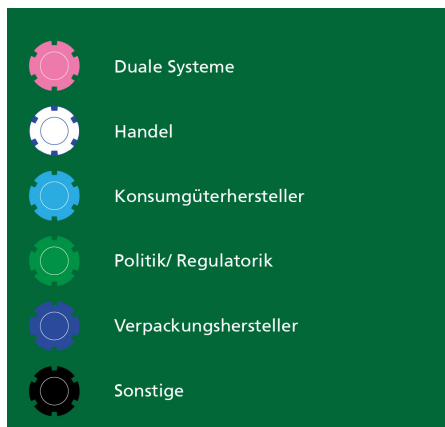 Duale Systeme
Handel
Konsumgüterhersteller
Politik/ Regulatorik
Verpackungshersteller
Sonstige